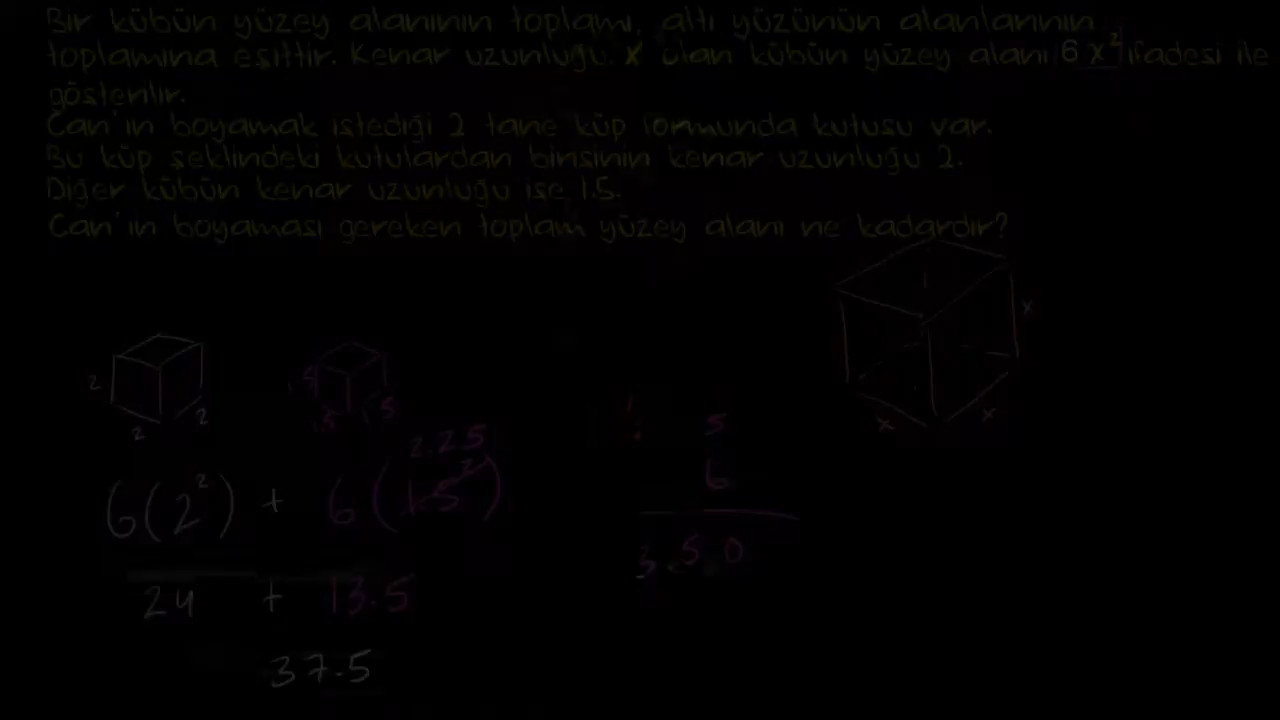 Bir kübün yüzey alanının toplamı, altı yüzünün alanlarının
toplamına eşittir. Kenar uzunluğu x olan kübün yüzey alanı 6x² ifadesi ile
gösterilir.
Can'ın boyamak istediği 2 tane küp formunda kutusu var.
Bu küp şeklindeki kutulardan birisinin kenar uzunluğu 2.
Diğer kübün kenar uzunluğu ise 1.5.
Can'ın boyaması gereken toplam yüzey alanı ne kadardır?
x
x
x
2
2
2
2.25
6(2²) + 6(1.5²)
24 + 13.5
37.5
5
6
3.50